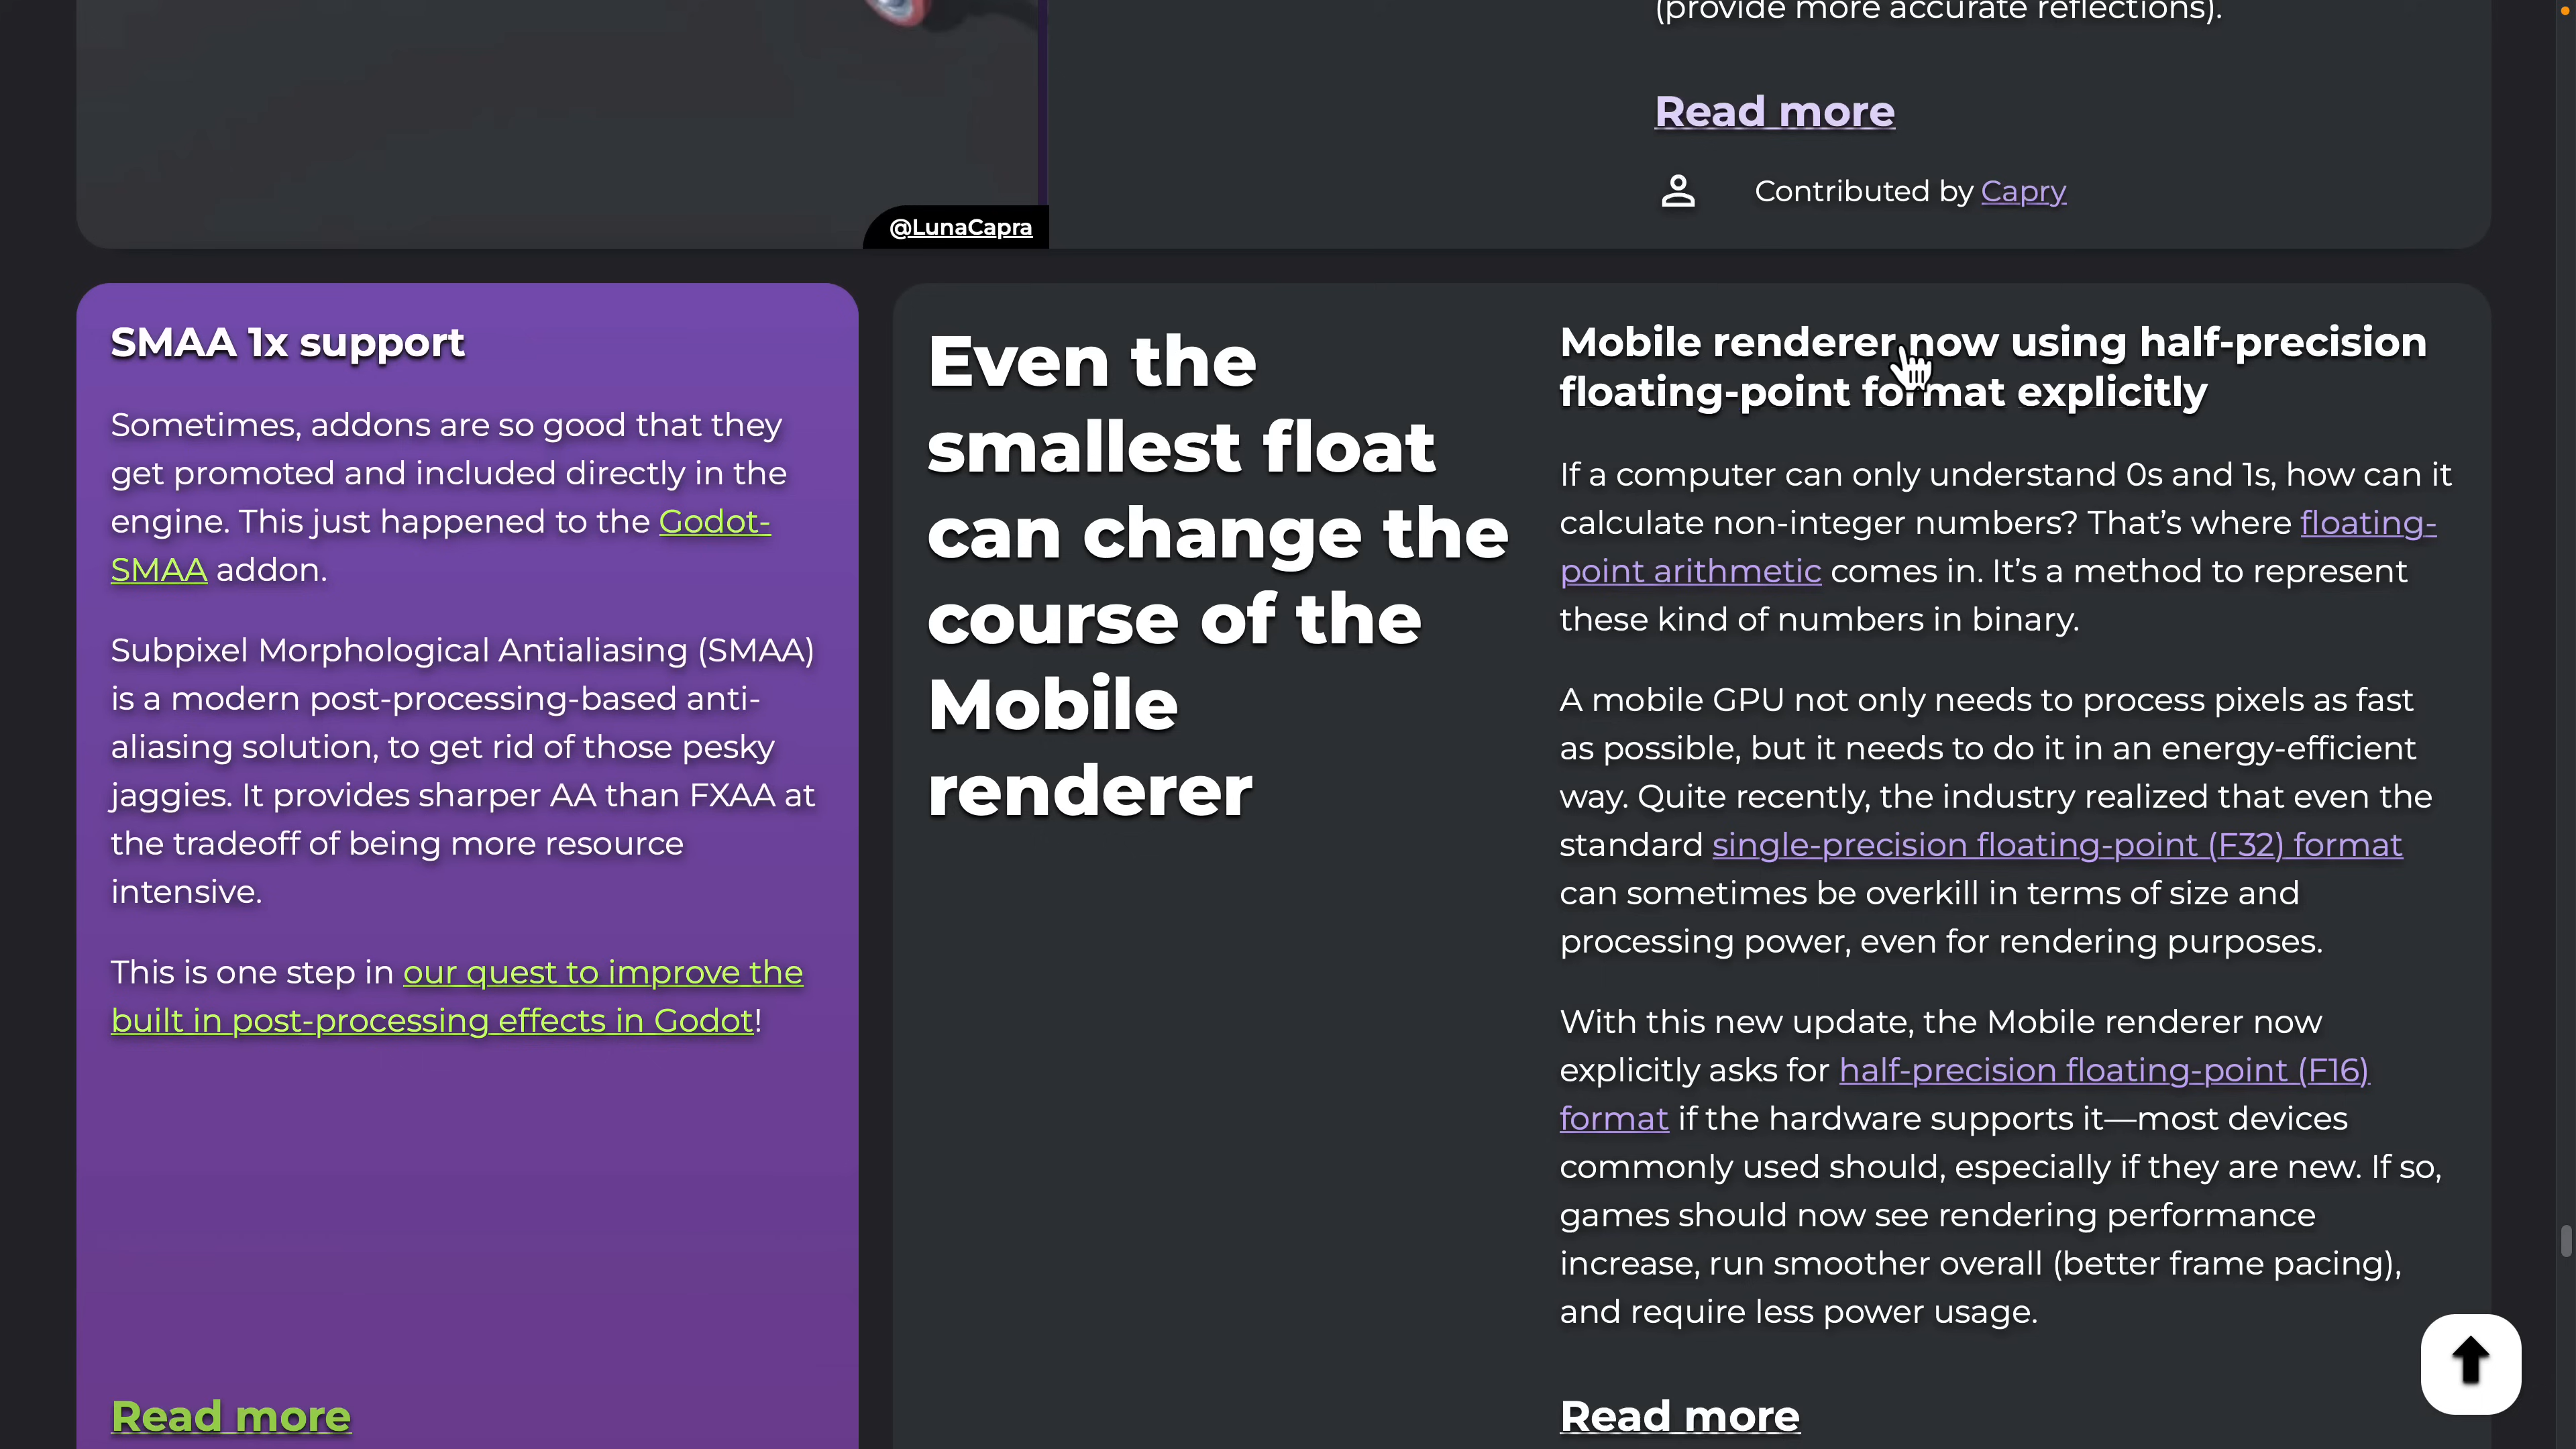 (provide more accurate reflections).
Read more
Contributed by Capry
@LunaCapra
SMAA 1x support
Sometimes, addons are so good that they
get promoted and included directly in the
engine. This just happened to the Godot-
SMAA addon.
Subpixel Morphological Antialiasing (SMAA)
is a modern post-processing-based anti-
aliasing solution, to get rid of those pesky
jaggies. It provides sharper AA than FXAA at
the tradeoff of being more resource
intensive.
This is one step in our quest to improve the
built in post-processing effects in Godot!
Read more
Even the
smallest float
can change the
course of the
Mobile
renderer
Mobile renderer now using half-precision
floating-point format explicitly
If a computer can only understand 0s and 1s, how can it
calculate non-integer numbers? That’s where floating-
point arithmetic comes in. It’s a method to represent
these kind of numbers in binary.
A mobile GPU not only needs to process pixels as fast
as possible, but it needs to do it in an energy-efficient
way. Quite recently, the industry realized that even the
standard single-precision floating-point (F32) format
can sometimes be overkill in terms of size and
processing power, even for rendering purposes.
With this new update, the Mobile renderer now
explicitly asks for half-precision floating-point (F16)
format if the hardware supports it—most devices
commonly used should, especially if they are new. If so,
games should now see rendering performance
increase, run smoother overall (better frame pacing),
and require less power usage.
Read more